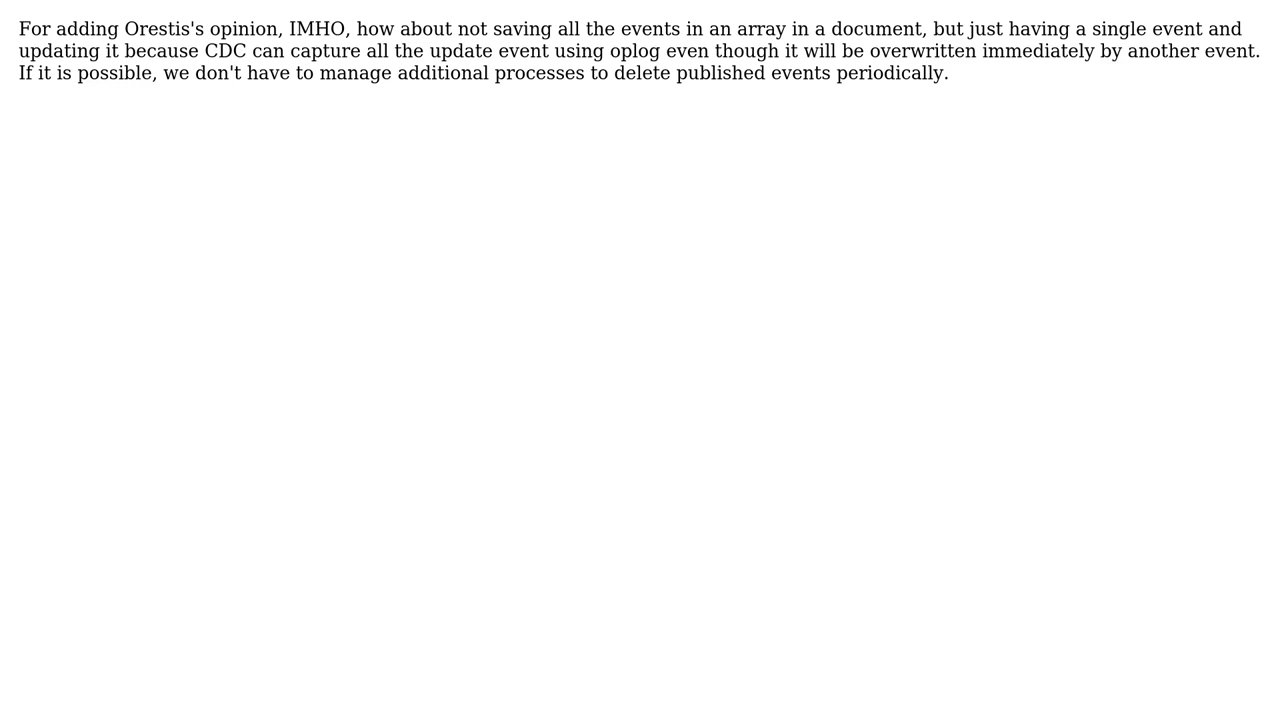 For adding Orestis's opinion, IMHO, how about not saving all the events in an array in a document, but just having a single event and
updating it because CDC can capture all the update event using oplog even though it will be overwritten immediately by another event.
If it is possible, we don't have to manage additional processes to delete published events periodically.